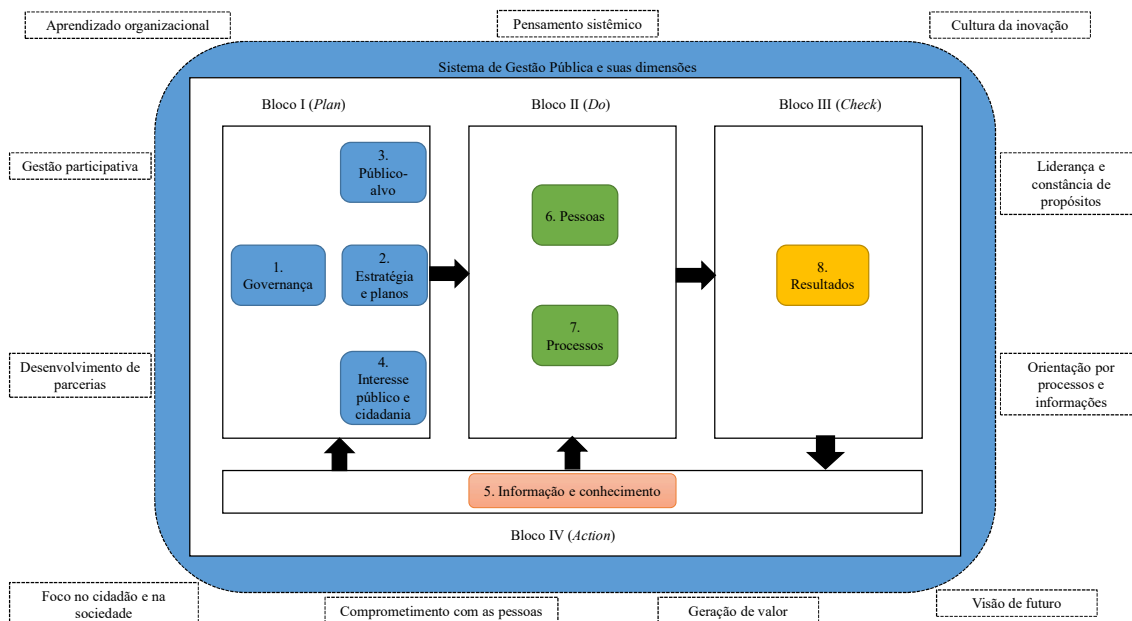 Aprendizado organizacional
Pensamento sistêmico
Cultura da inovação
Sistema de Gestão Pública e suas dimensões
Bloco I (Plan)
Bloco II (Do)
Bloco III (Check)
Gestão participativa
3.
Público-
alvo
6. Pessoas
Liderança e
constância de
propósitos
1.
Governança
2.
Estratégia
e planos
8.
Resultados
7.
Processos
Desenvolvimento de
parcerias
4.
Interesse
público e
cidadania
Orientação por
processos e
informações
5. Informação e conhecimento
Bloco IV (Action)
Foco no cidadão e na
sociedade
Comprometimento com as pessoas
Geração de valor
Visão de futuro